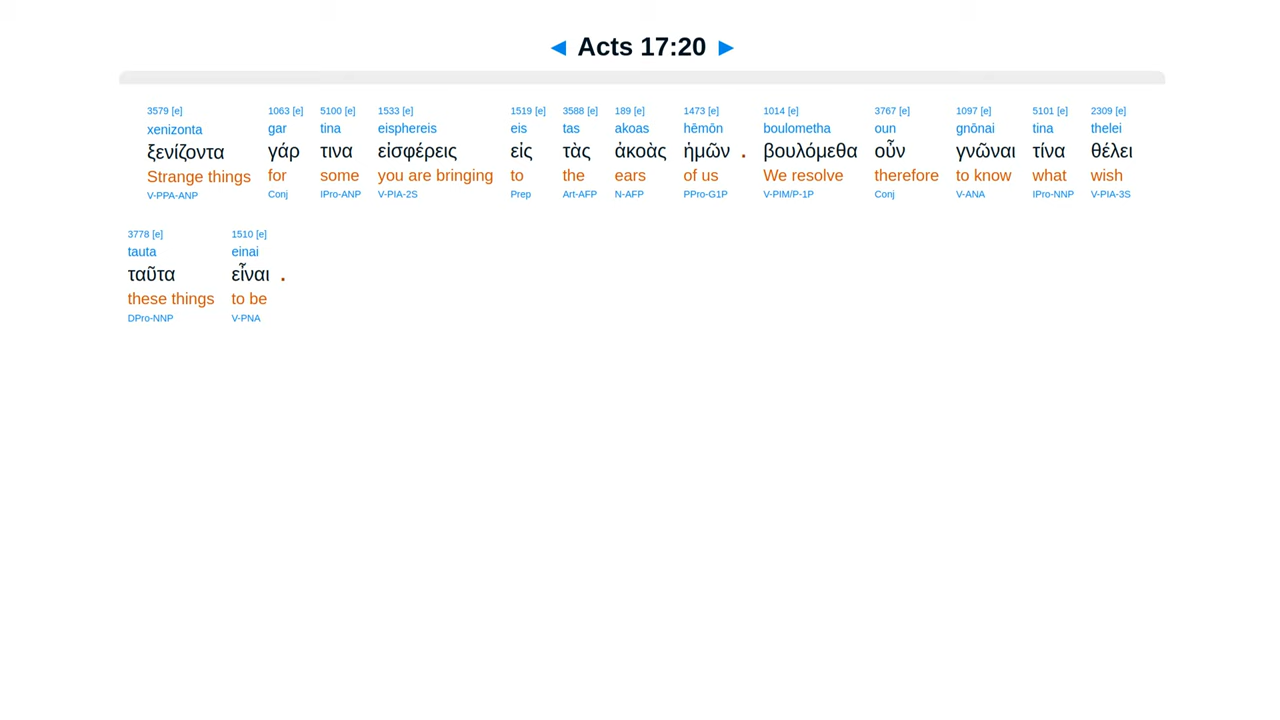 ◄ Acts 17:20 ►
3579 [e] 1063 [e] 5100 [e] 1533 [e] 1519 [e] 3588 [e] 189 [e] 1473 [e] 1014 [e] 3767 [e] 1097 [e] 5101 [e] 2309 [e]
xenizonta gar tina eisphereis eis tas akoas hēmōn boulometha oun gnōnai tina thelei
ξενίζοντα γάρ τινα εἰσφέρεις εἰς τὰς ἀκοὰς ἡμῶν . βουλόμεθα οὖν γνῶναι τίνα θέλει
Strange things for some you are bringing to the ears of us We resolve therefore to know what wish
V-PPA-ANP Conj IPro-ANP V-PIA-2S Prep Art-AFP N-AFP PPro-G1P V-PIM/P-1P Conj V-ANA IPro-NNP V-PIA-3S
3778 [e] 1510 [e]
tauta einai
ταῦτα εἶναι .
these things to be
DPro-NNP V-PNA